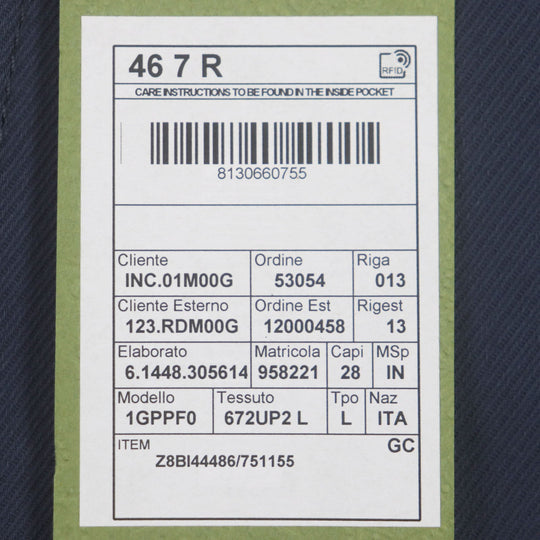 46 7 R
RFID
CARE INSTRUCTIONS TO BE FOUND IN THE INSIDE POCKET
8130660755
Cliente Ordine Riga
INC.01M00G 53054 013
Cliente Esterno Ordine Est Rigest
123.RDM00G 12000458 13
Elaborato Matricola Capi MSp
6.1448.305614 958221 28 IN
Modello Tessuto Tpo Naz
1GPPF0 672UP2 L L ITA
ITEM GC
Z8BI44486/751155